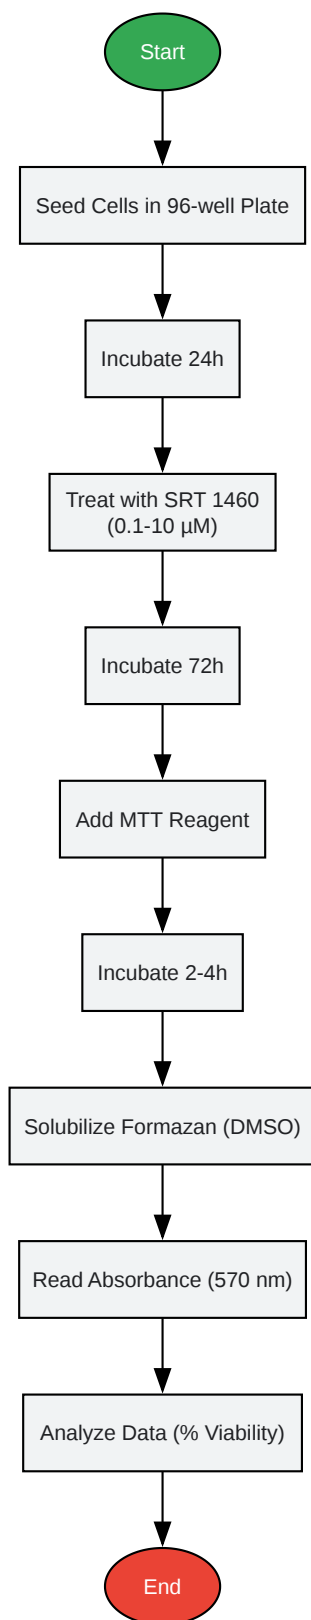 Start
Seed Cells in 96-well Plate
Incubate 24h
Treat with SRT 1460
(0.1-10 µM)
Incubate 72h
Add MTT Reagent
Incubate 2-4h
Solubilize Formazan (DMSO)
Read Absorbance (570 nm)
Analyze Data (% Viability)
End